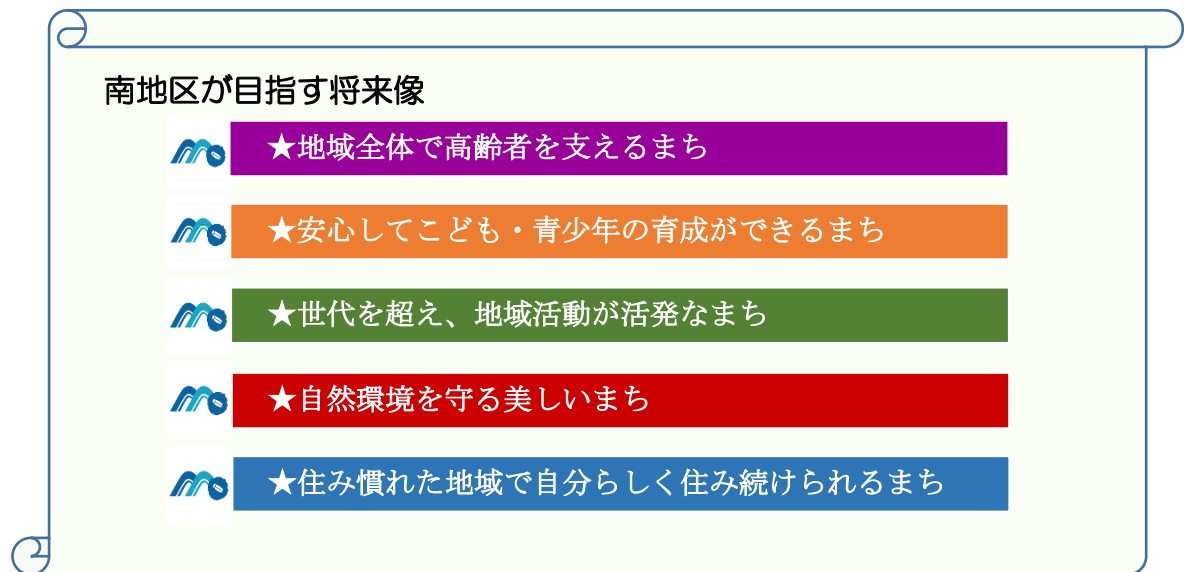 南地区が目指す将来像
★地域全体で高齢者を支えるまち
★安心してこども・青少年の育成ができるまち
★世代を超え、地域活動が活発なまち
★自然環境を守る美しいまち
★住み慣れた地域で自分らしく住み続けられるまち